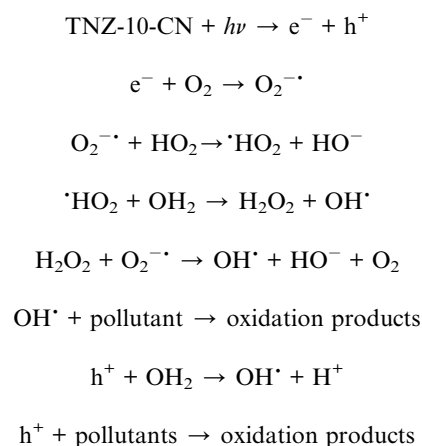 TNZ-10-CN + hν → e⁻ + h⁺
e⁻ + O₂ → O₂⁻•
O₂⁻• + HO₂→•HO₂ + HO⁻
•HO₂ + OH₂ → H₂O₂ + OH•
H₂O₂ + O₂⁻• → OH• + HO⁻ + O₂
OH• + pollutant → oxidation products
h⁺ + OH₂ → OH• + H⁺
h⁺ + pollutants → oxidation products